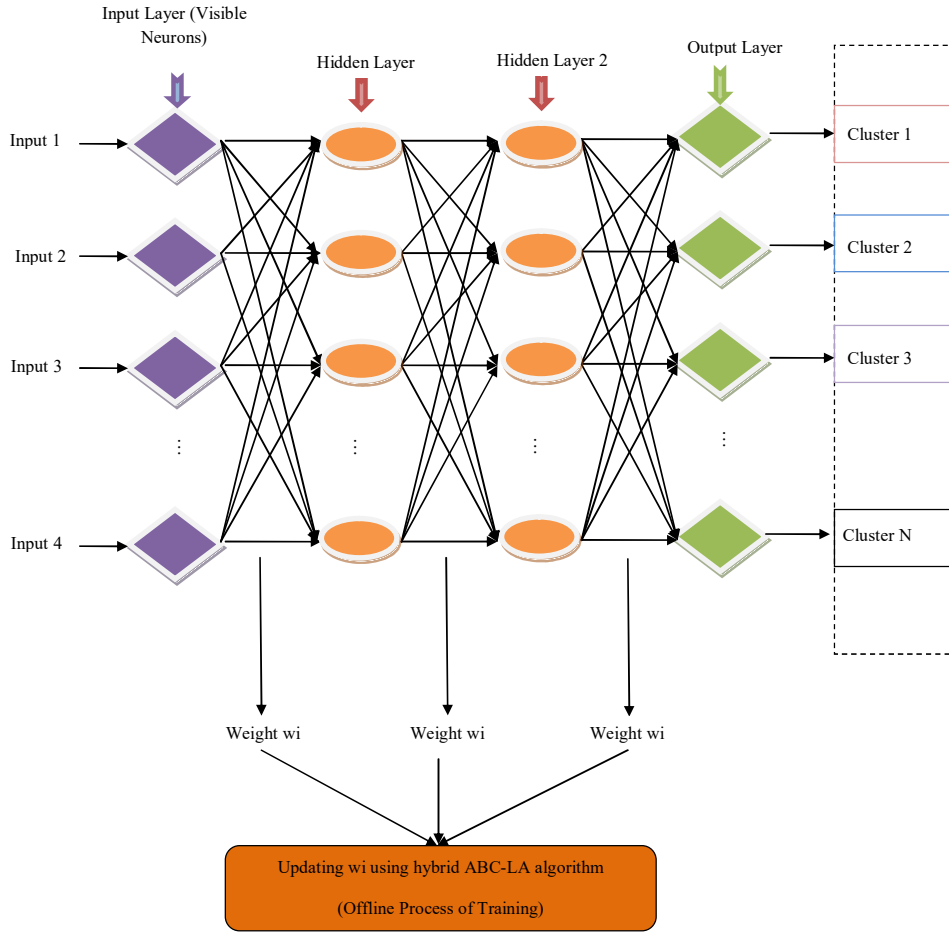 Input Layer (Visible
Neurons)
Hidden Layer
Hidden Layer 2
Output Layer
Input 1
Cluster 1
Input 2
Cluster 2
Input 3
Cluster 3
...
...
...
...
Input 4
Cluster N
Weight wi
Weight wi
Weight wi
Updating wi using hybrid ABC-LA algorithm
(Offline Process of Training)